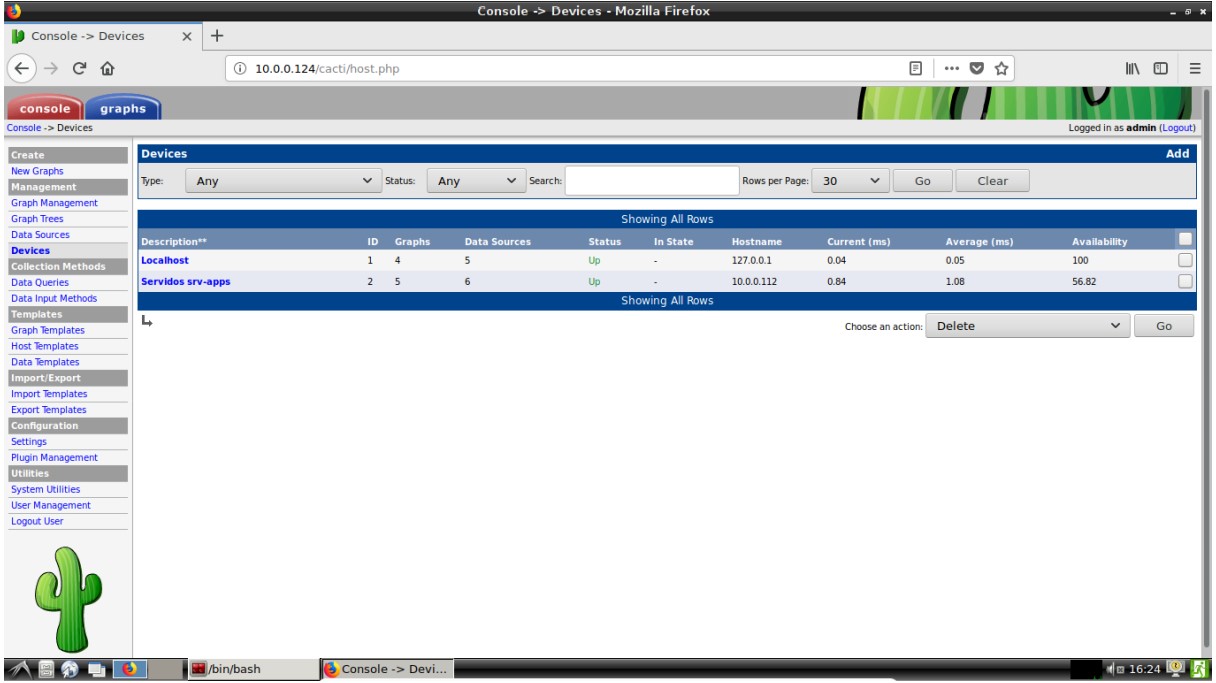 Console -> Devices - Mozilla Firefox
Console -> Devices
10.0.0.124/cacti/host.php
console graphs
Console -> Devices Logged in as admin (Logout)
Create
New Graphs
Management
Graph Management
Graph Trees
Data Sources
Devices
Collection Methods
Data Queries
Data Input Methods
Templates
Graph Templates
Host Templates
Data Templates
Import/Export
Import Templates
Export Templates
Configuration
Settings
Plugin Management
Utilities
System Utilities
User Management
Logout User
Devices Add
Type: Any Status: Any Search: Rows per Page: 30 Go Clear
Showing All Rows
Description** ID Graphs Data Sources Status In State Hostname Current (ms) Average (ms) Availability
Localhost 1 4 5 Up - 127.0.0.1 0.04 0.05 100
Servidos srv-apps 2 5 6 Up - 10.0.0.112 0.84 1.08 56.82
Showing All Rows
Choose an action: Delete Go
/bin/bash Console -> Devi... 16:24